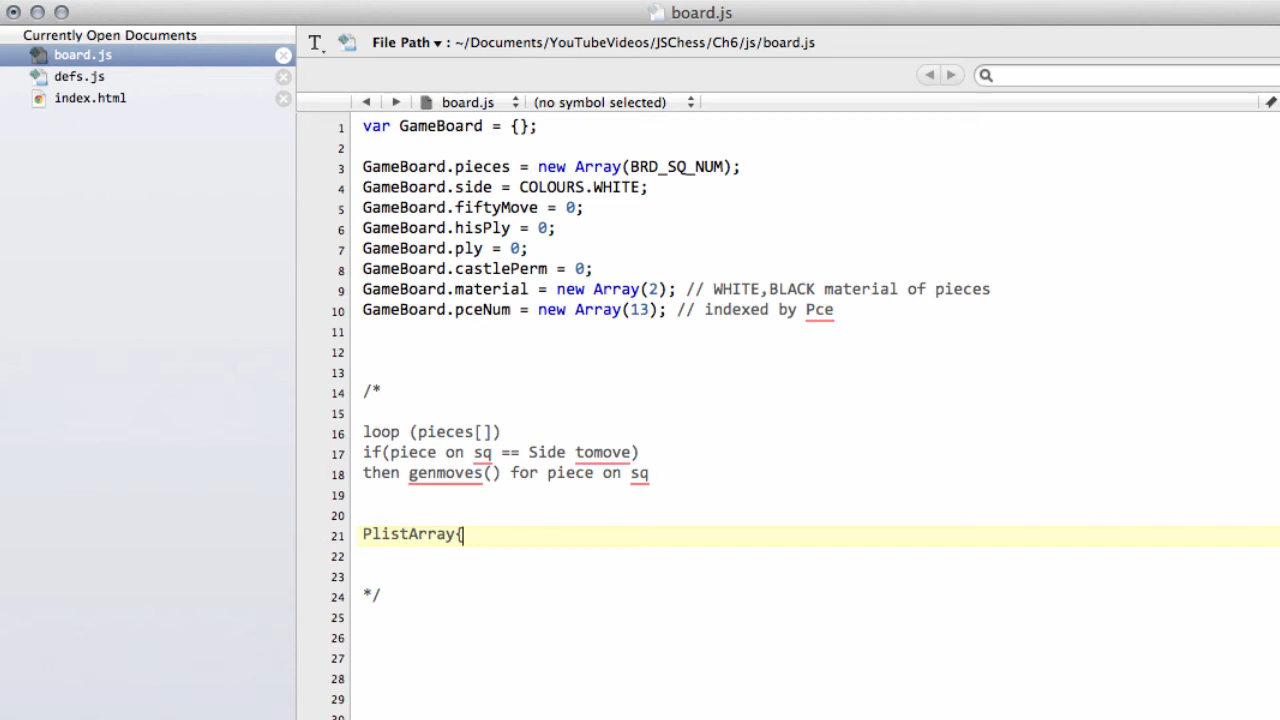 board.js
Currently Open Documents
board.js
defs.js
index.html
T
File Path ▾ : ~/Documents/YouTubeVideos/JSChess/Ch6/js/board.js
board.js (no symbol selected)
1 var GameBoard = {};
2
3 GameBoard.pieces = new Array(BRD_SQ_NUM);
4 GameBoard.side = COLOURS.WHITE;
5 GameBoard.fiftyMove = 0;
6 GameBoard.hisPly = 0;
7 GameBoard.ply = 0;
8 GameBoard.castlePerm = 0;
9 GameBoard.material = new Array(2); // WHITE,BLACK material of pieces
10 GameBoard.pceNum = new Array(13); // indexed by Pce
11
12
13
14 /*
15
16 loop (pieces[])
17 if(piece on sq == Side tomove)
18 then genmoves() for piece on sq
19
20
21 PlistArray{
22
23
24 */
25
26
27
28
29
30